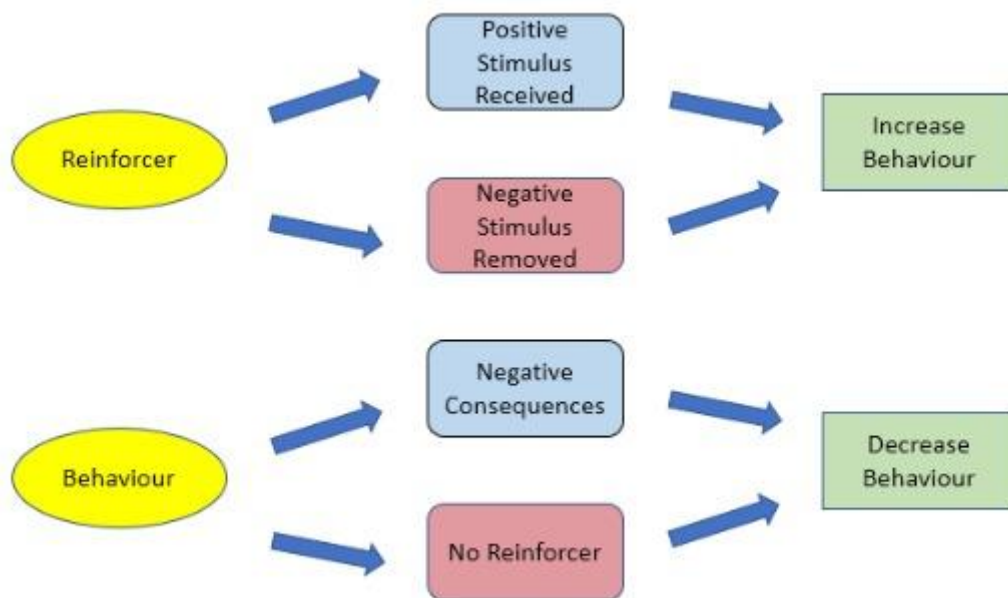 Positive
Stimulus
Received
Reinforcer
Increase
Behaviour
Negative
Stimulus
Removed
Negative
Consequences
Behaviour
Decrease
Behaviour
No Reinforcer